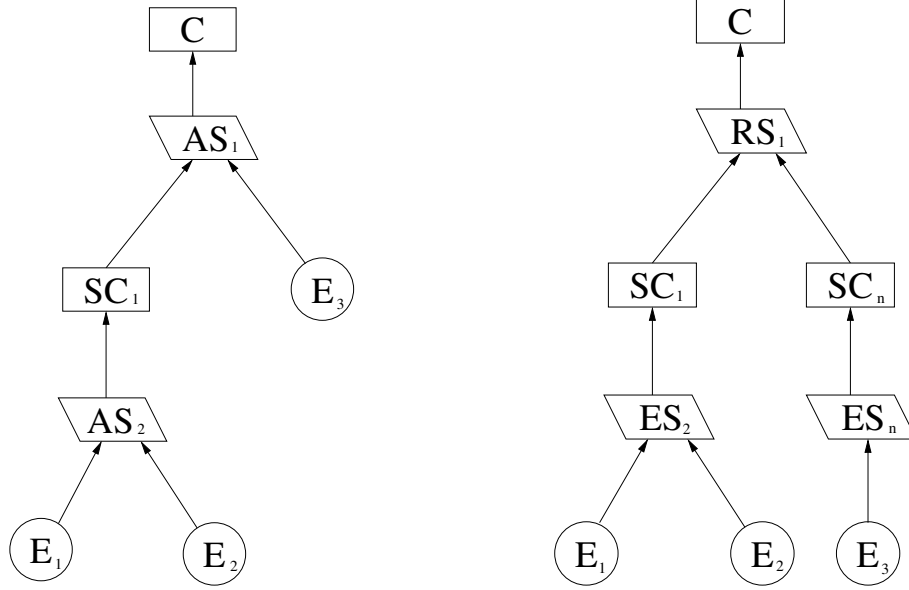 C
AS₁
SC₁
E₃
AS₂
E₁
E₂
C
RS₁
SC₁
SCₙ
ES₂
ESₙ
E₁
E₂
E₃